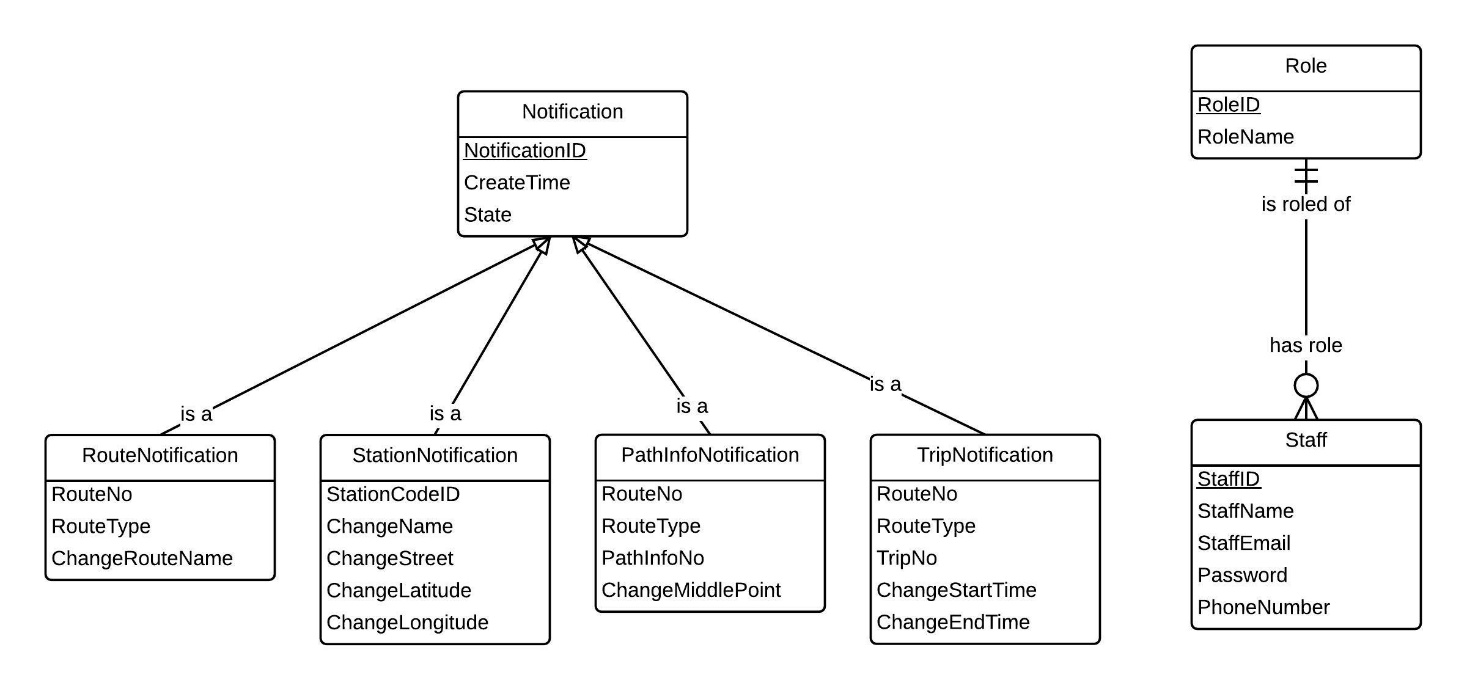 Notification
NotificationID
CreateTime
State
is a
is a
is a
is a
RouteNotification
RouteNo
RouteType
ChangeRouteName
StationNotification
StationCodeID
ChangeName
ChangeStreet
ChangeLatitude
ChangeLongitude
PathInfoNotification
RouteNo
RouteType
PathInfoNo
ChangeMiddlePoint
TripNotification
RouteNo
RouteType
TripNo
ChangeStartTime
ChangeEndTime
Role
RoleID
RoleName
is roled of
has role
Staff
StaffID
StaffName
StaffEmail
Password
PhoneNumber